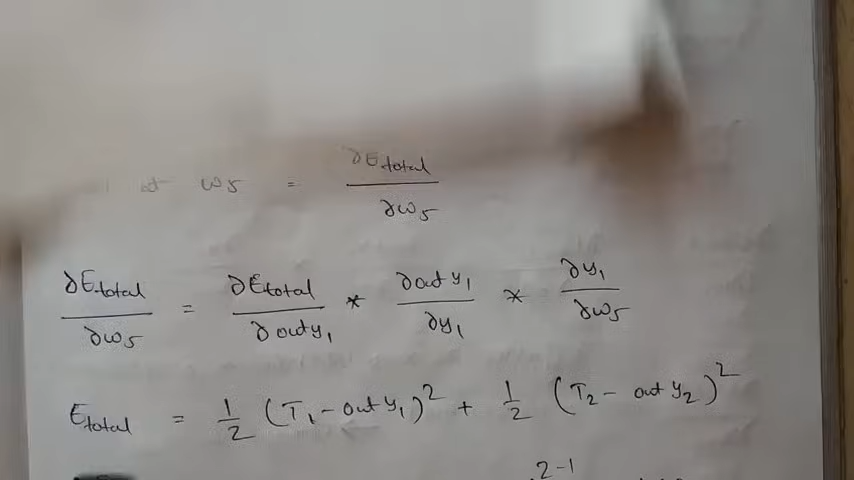 at ω5 = ∂Etotal / ∂ω5
∂Etotal / ∂ω5 = ∂Etotal / ∂out y1 * ∂out y1 / ∂y1 * ∂y1 / ∂ω5
Etotal = 1/2 (T1 - out y1)^2 + 1/2 (T2 - out y2)^2
2-1